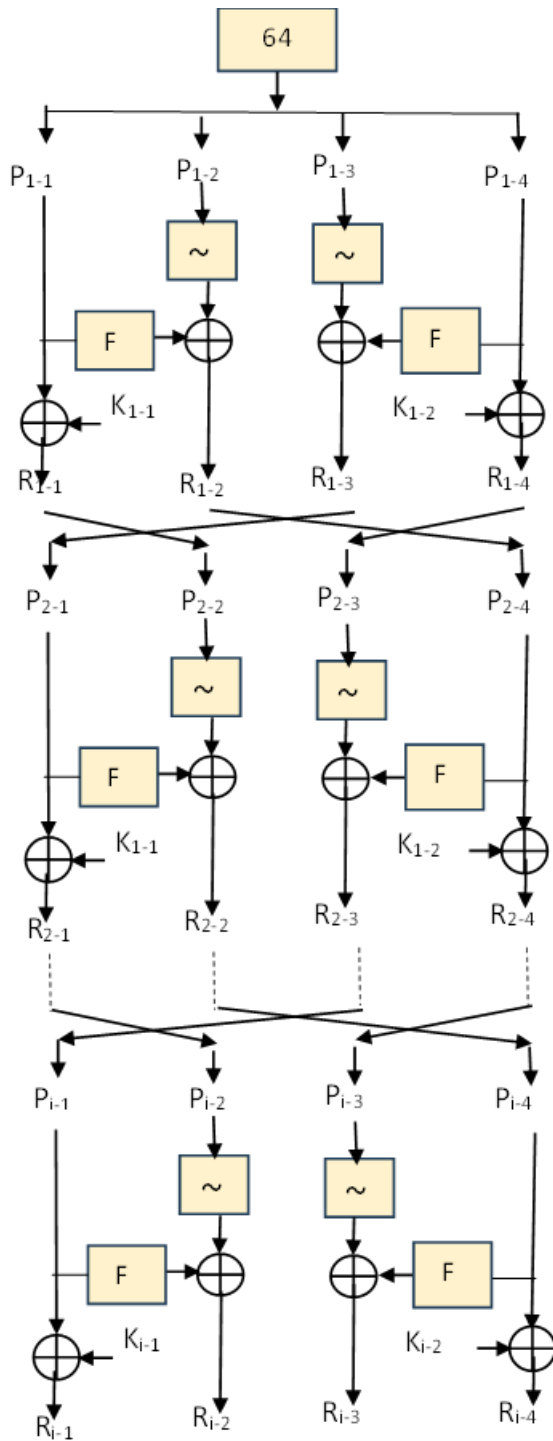 64
P1-1 P1-2 P1-3 P1-4
~ ~
F F
K1-1 K1-2
R1-1 R1-2 R1-3 R1-4
P2-1 P2-2 P2-3 P2-4
~ ~
F F
K1-1 K1-2
R2-1 R2-2 R2-3 R2-4
Pi-1 Pi-2 Pi-3 Pi-4
~ ~
F F
Ki-1 Ki-2
Ri-1 Ri-2 Ri-3 Ri-4